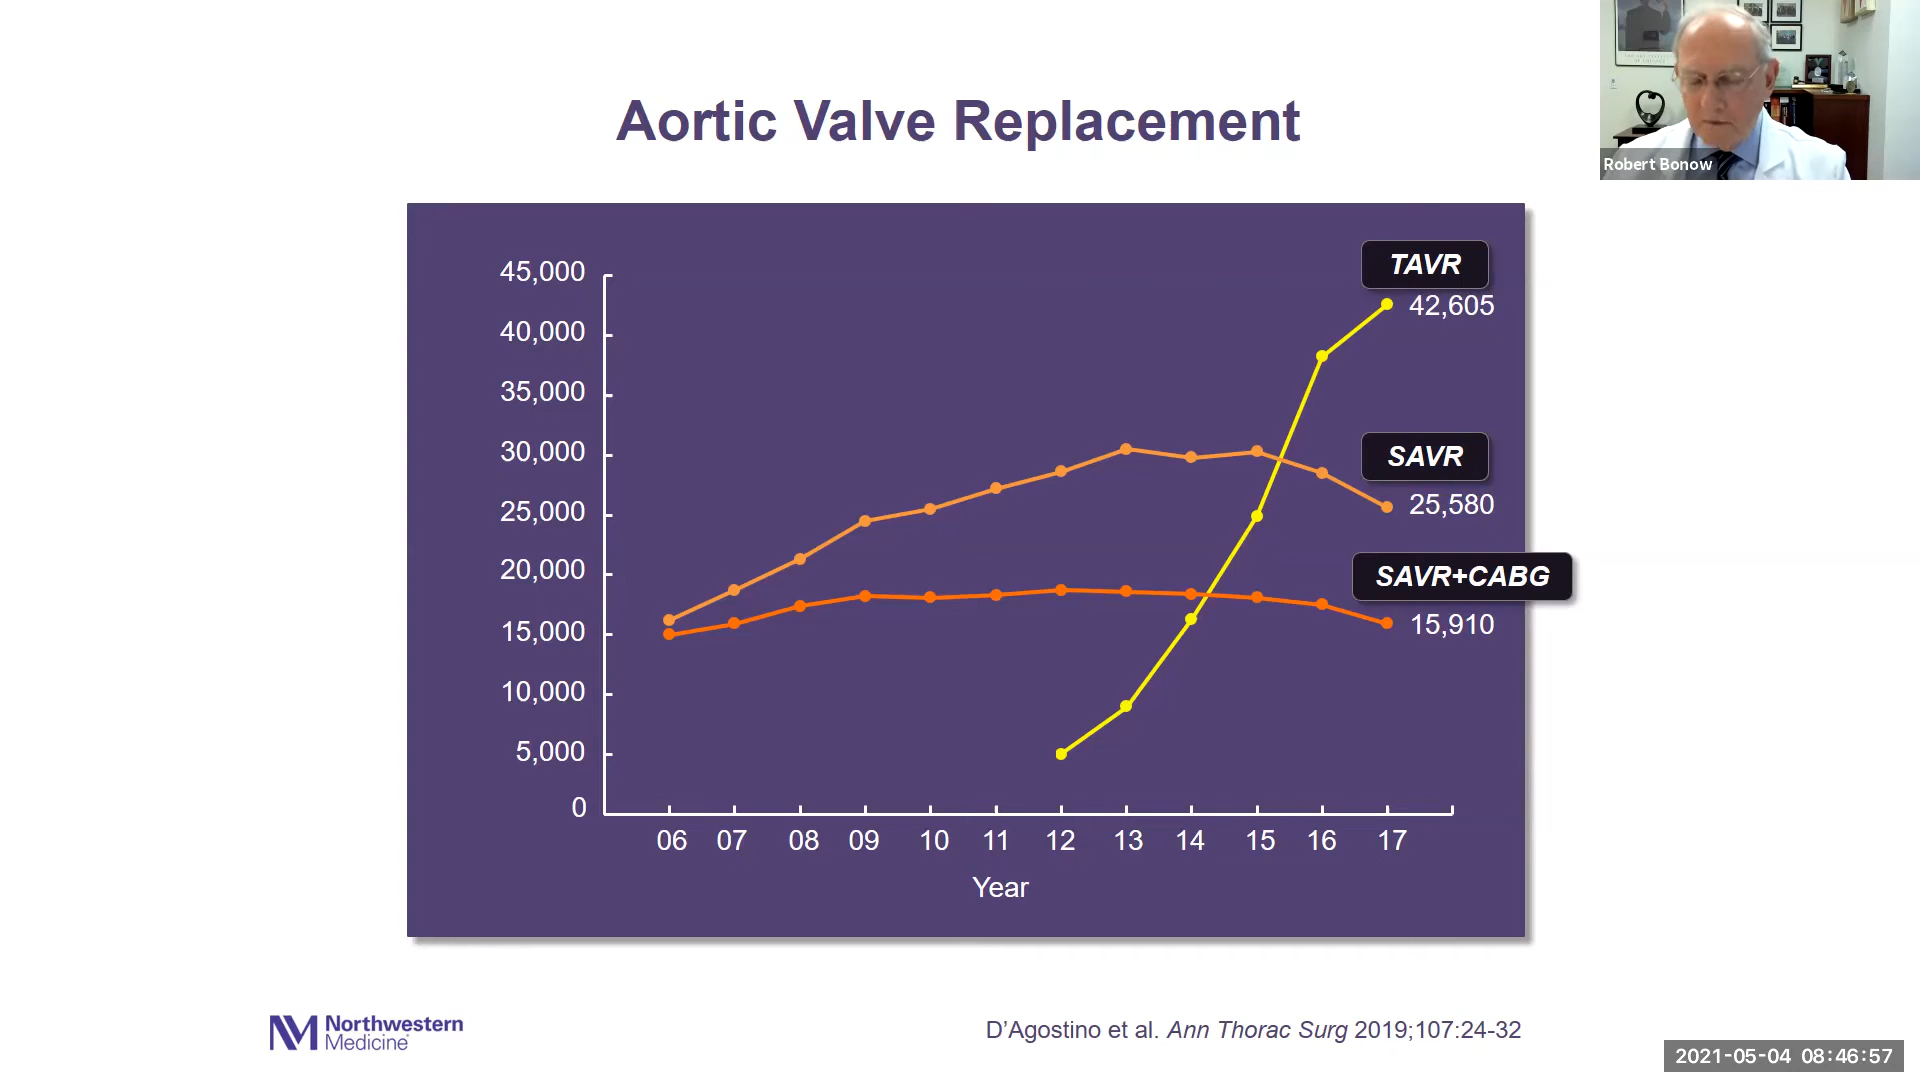 Aortic Valve Replacement
Robert Bonow
TAVR
45,000
42,605
40,000
35,000
SAVR
30,000
25,580
25,000
SAVR+CABG
20,000
15,910
15,000
10,000
5,000
0
06 07 08 09 10 11 12 13 14 15 16 17
Year
Northwestern
Medicine
D’Agostino et al. Ann Thorac Surg 2019;107:24-32
2021-05-04 08:46:57